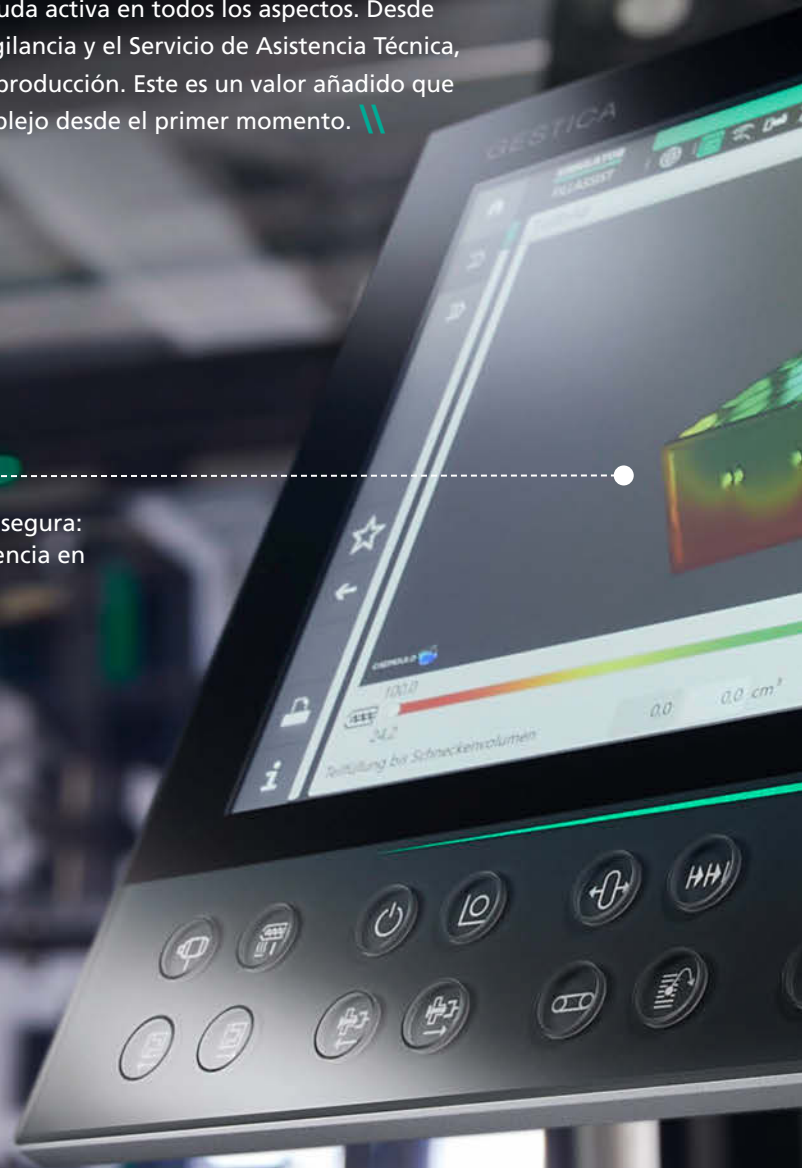 uda activa en todos los aspectos. Desde
gilancia y el Servicio de Asistencia Técnica,
producción. Este es un valor añadido que
plejo desde el primer momento. \\
GESTICA
FILLASSIST
segura:
encia en
CADMOULD
100,0
24,2
0,0 0,0 cm³
Teilfüllung bis Schneckenvolumen